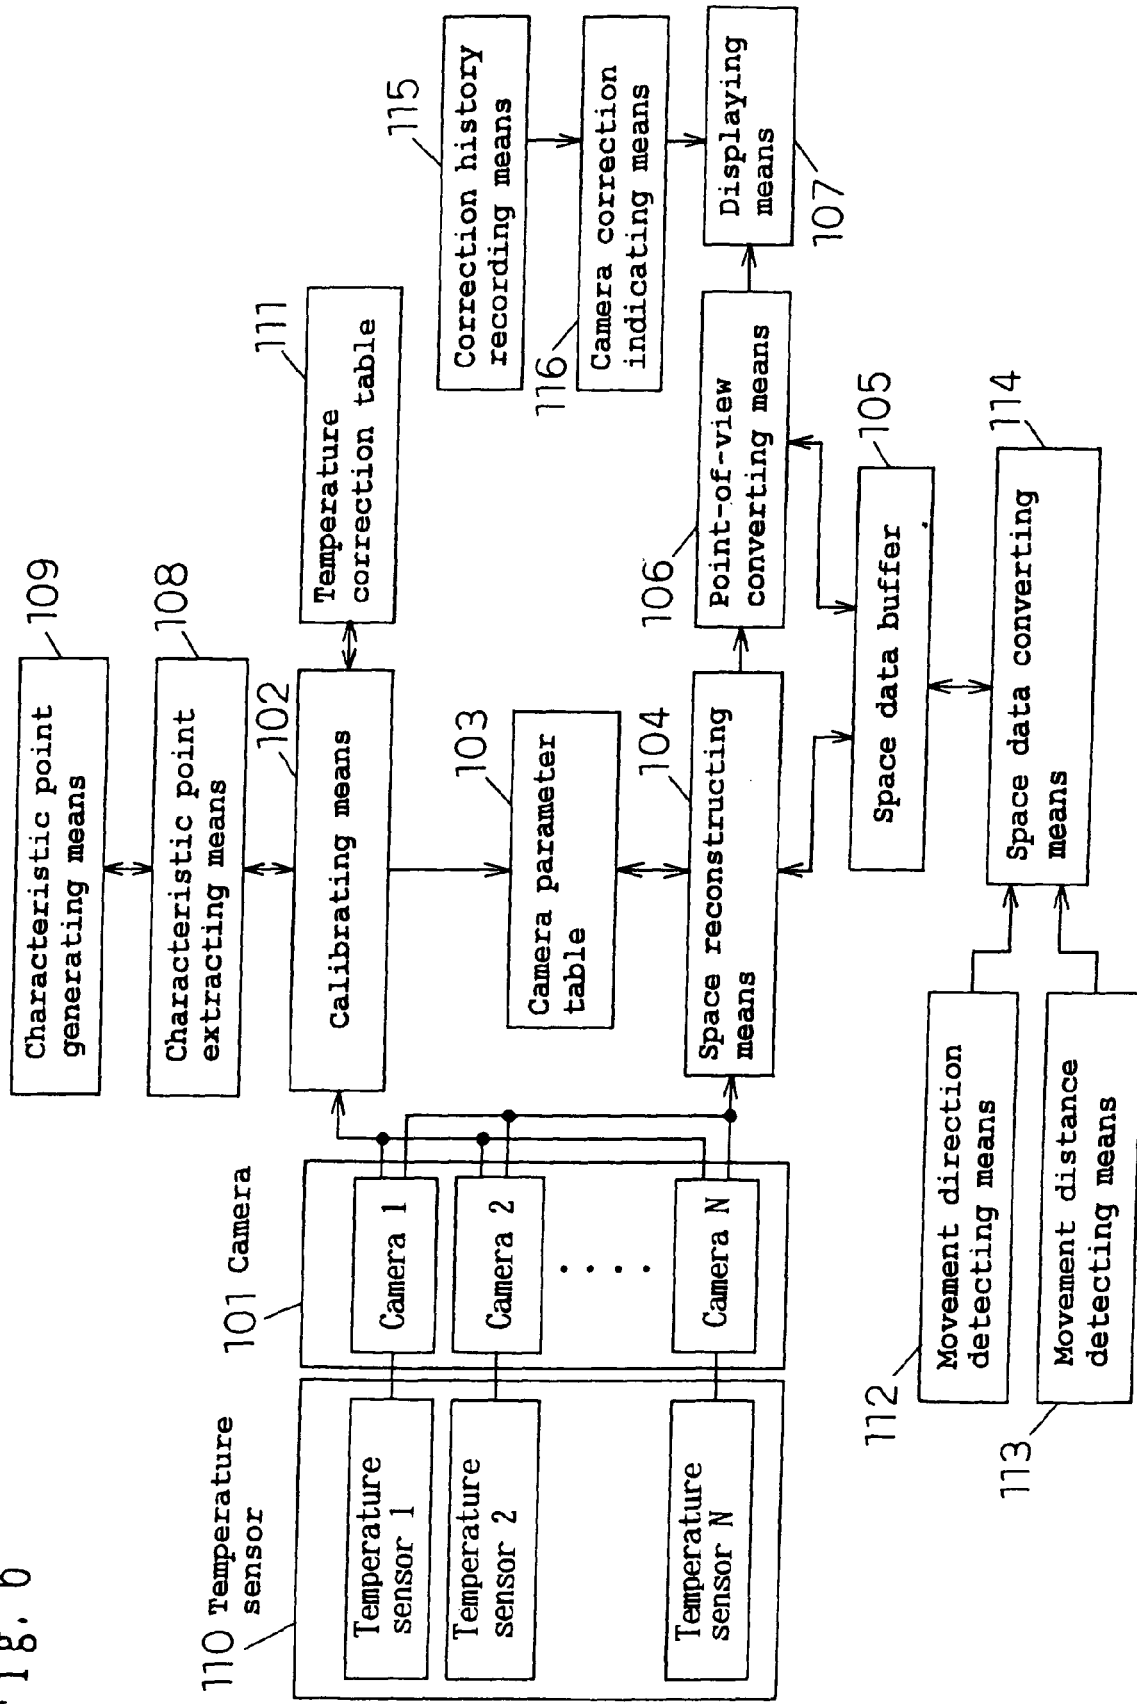 Fig. 6
110 Temperature
sensor
Temperature
sensor 1
Temperature
sensor 2
Temperature
sensor N
101 Camera
Camera 1
Camera 2
. . . .
Camera N
109
Characteristic point
generating means
108
Characteristic point
extracting means
102
Calibrating means
111
Temperature
correction table
103
Camera parameter
table
104
Space reconstructing
means
115
Correction history
recording means
116
Camera correction
indicating means
106
Point-of-view
converting means
Displaying
means
107
105
Space data buffer
114
Space data converting
means
112
Movement direction
detecting means
113
Movement distance
detecting means